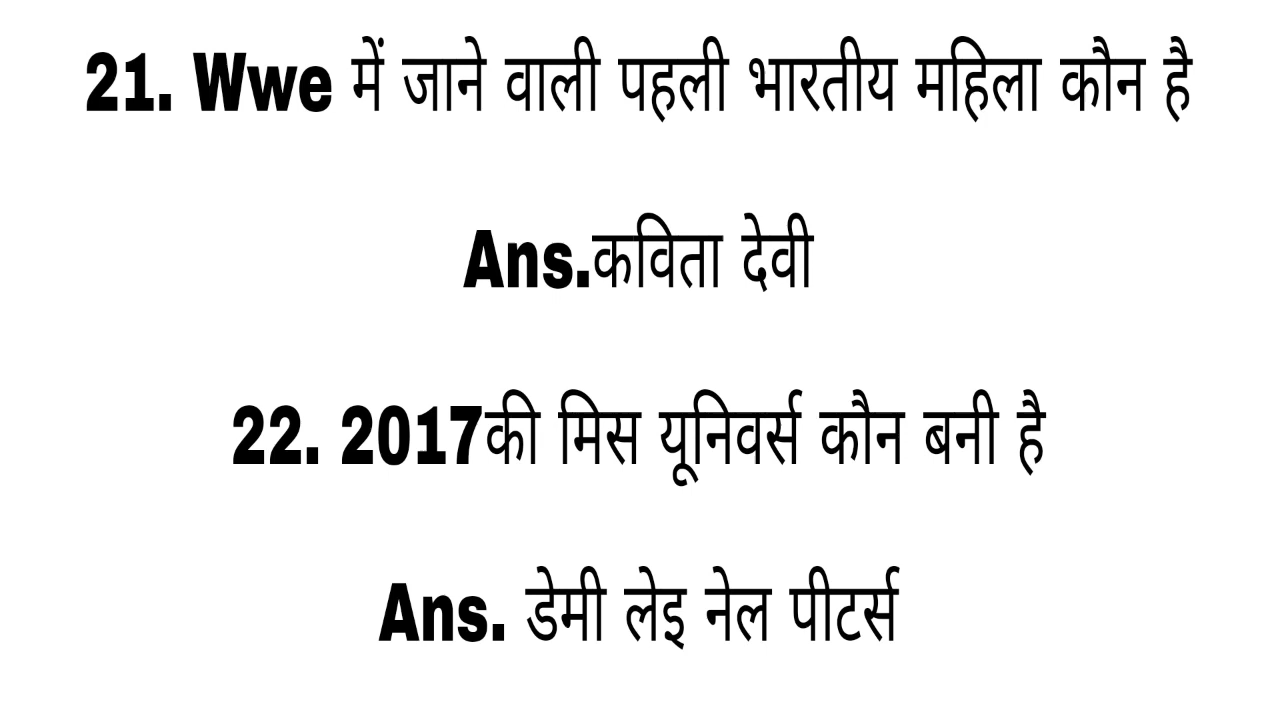 21. Wwe में जाने वाली पहली भारतीय महिला कौन है
Ans.कविता देवी
22. 2017की मिस यूनिवर्स कौन बनी है
Ans. डेमी लेइ नेल पीटर्स